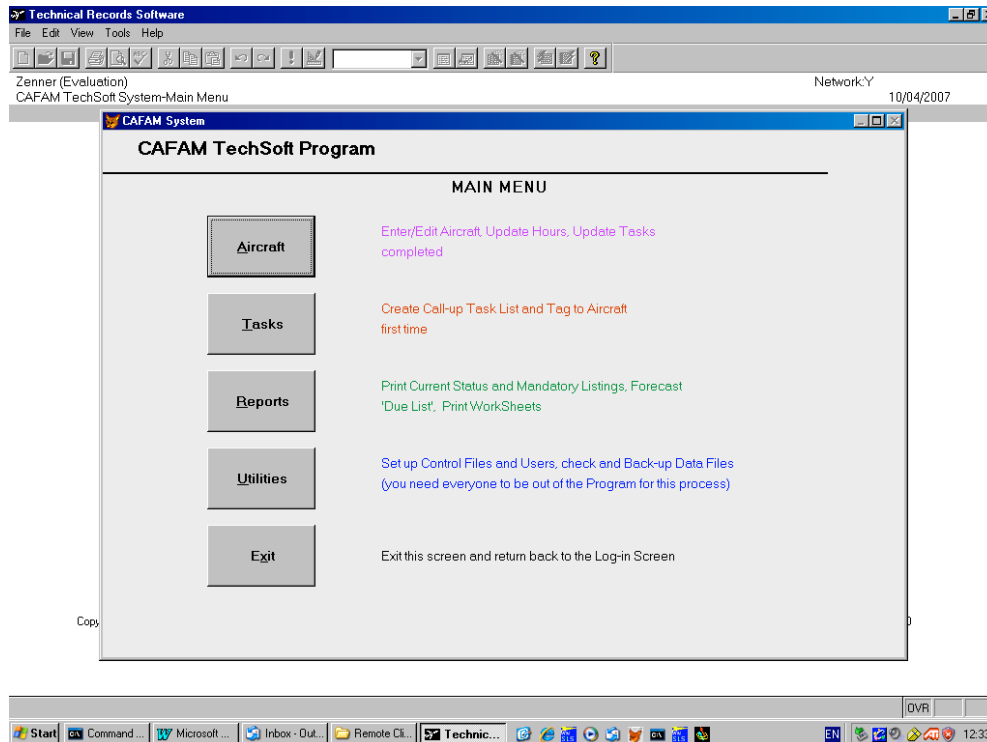 Technical Records Software
File Edit View Tools Help
Zenner (Evaluation)
Network:Y
CAFAM TechSoft System-Main Menu
10/04/2007
CAFAM System
CAFAM TechSoft Program
MAIN MENU
Aircraft
Enter/Edit Aircraft, Update Hours, Update Tasks
completed
Tasks
Create Call-up Task List and Tag to Aircraft
first time
Reports
Print Current Status and Mandatory Listings, Forecast
'Due List', Print WorkSheets
Utilities
Set up Control Files and Users, check and Back-up Data Files
(you need everyone to be out of the Program for this process)
Exit
Exit this screen and return back to the Log-in Screen
Copy
OVR
Start Command ... Microsoft ... Inbox - Out... Remote Cli... Technic... EN 12:33